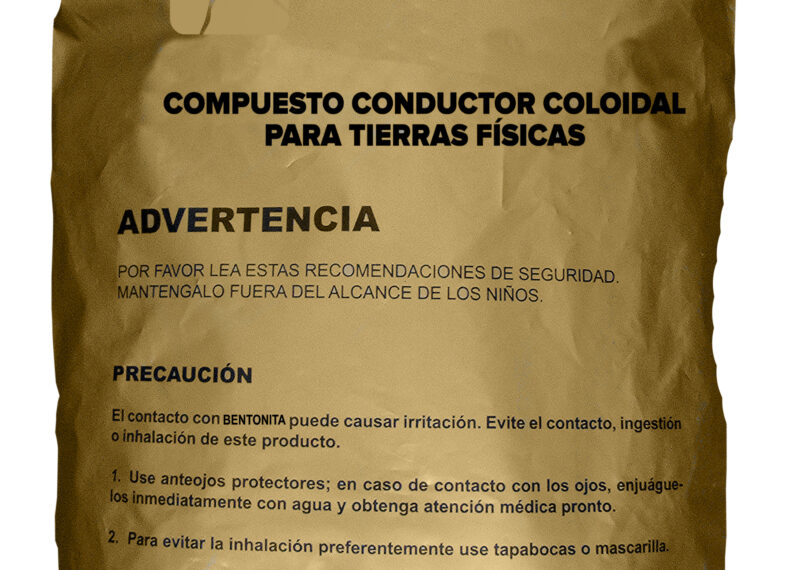 COMPUESTO CONDUCTOR COLOIDAL
PARA TIERRAS FÍSICAS
ADVERTENCIA
POR FAVOR LEA ESTAS RECOMENDACIONES DE SEGURIDAD.
MANTENGÁLO FUERA DEL ALCANCE DE LOS NIÑOS.
PRECAUCIÓN
El contacto con BENTONITA puede causar irritación. Evite el contacto, ingestión
o inhalación de este producto.
1. Use anteojos protectores; en caso de contacto con los ojos, enjuágue-
los inmediatamente con agua y obtenga atención médica pronto.
2. Para evitar la inhalación preferentemente use tapabocas o mascarilla.